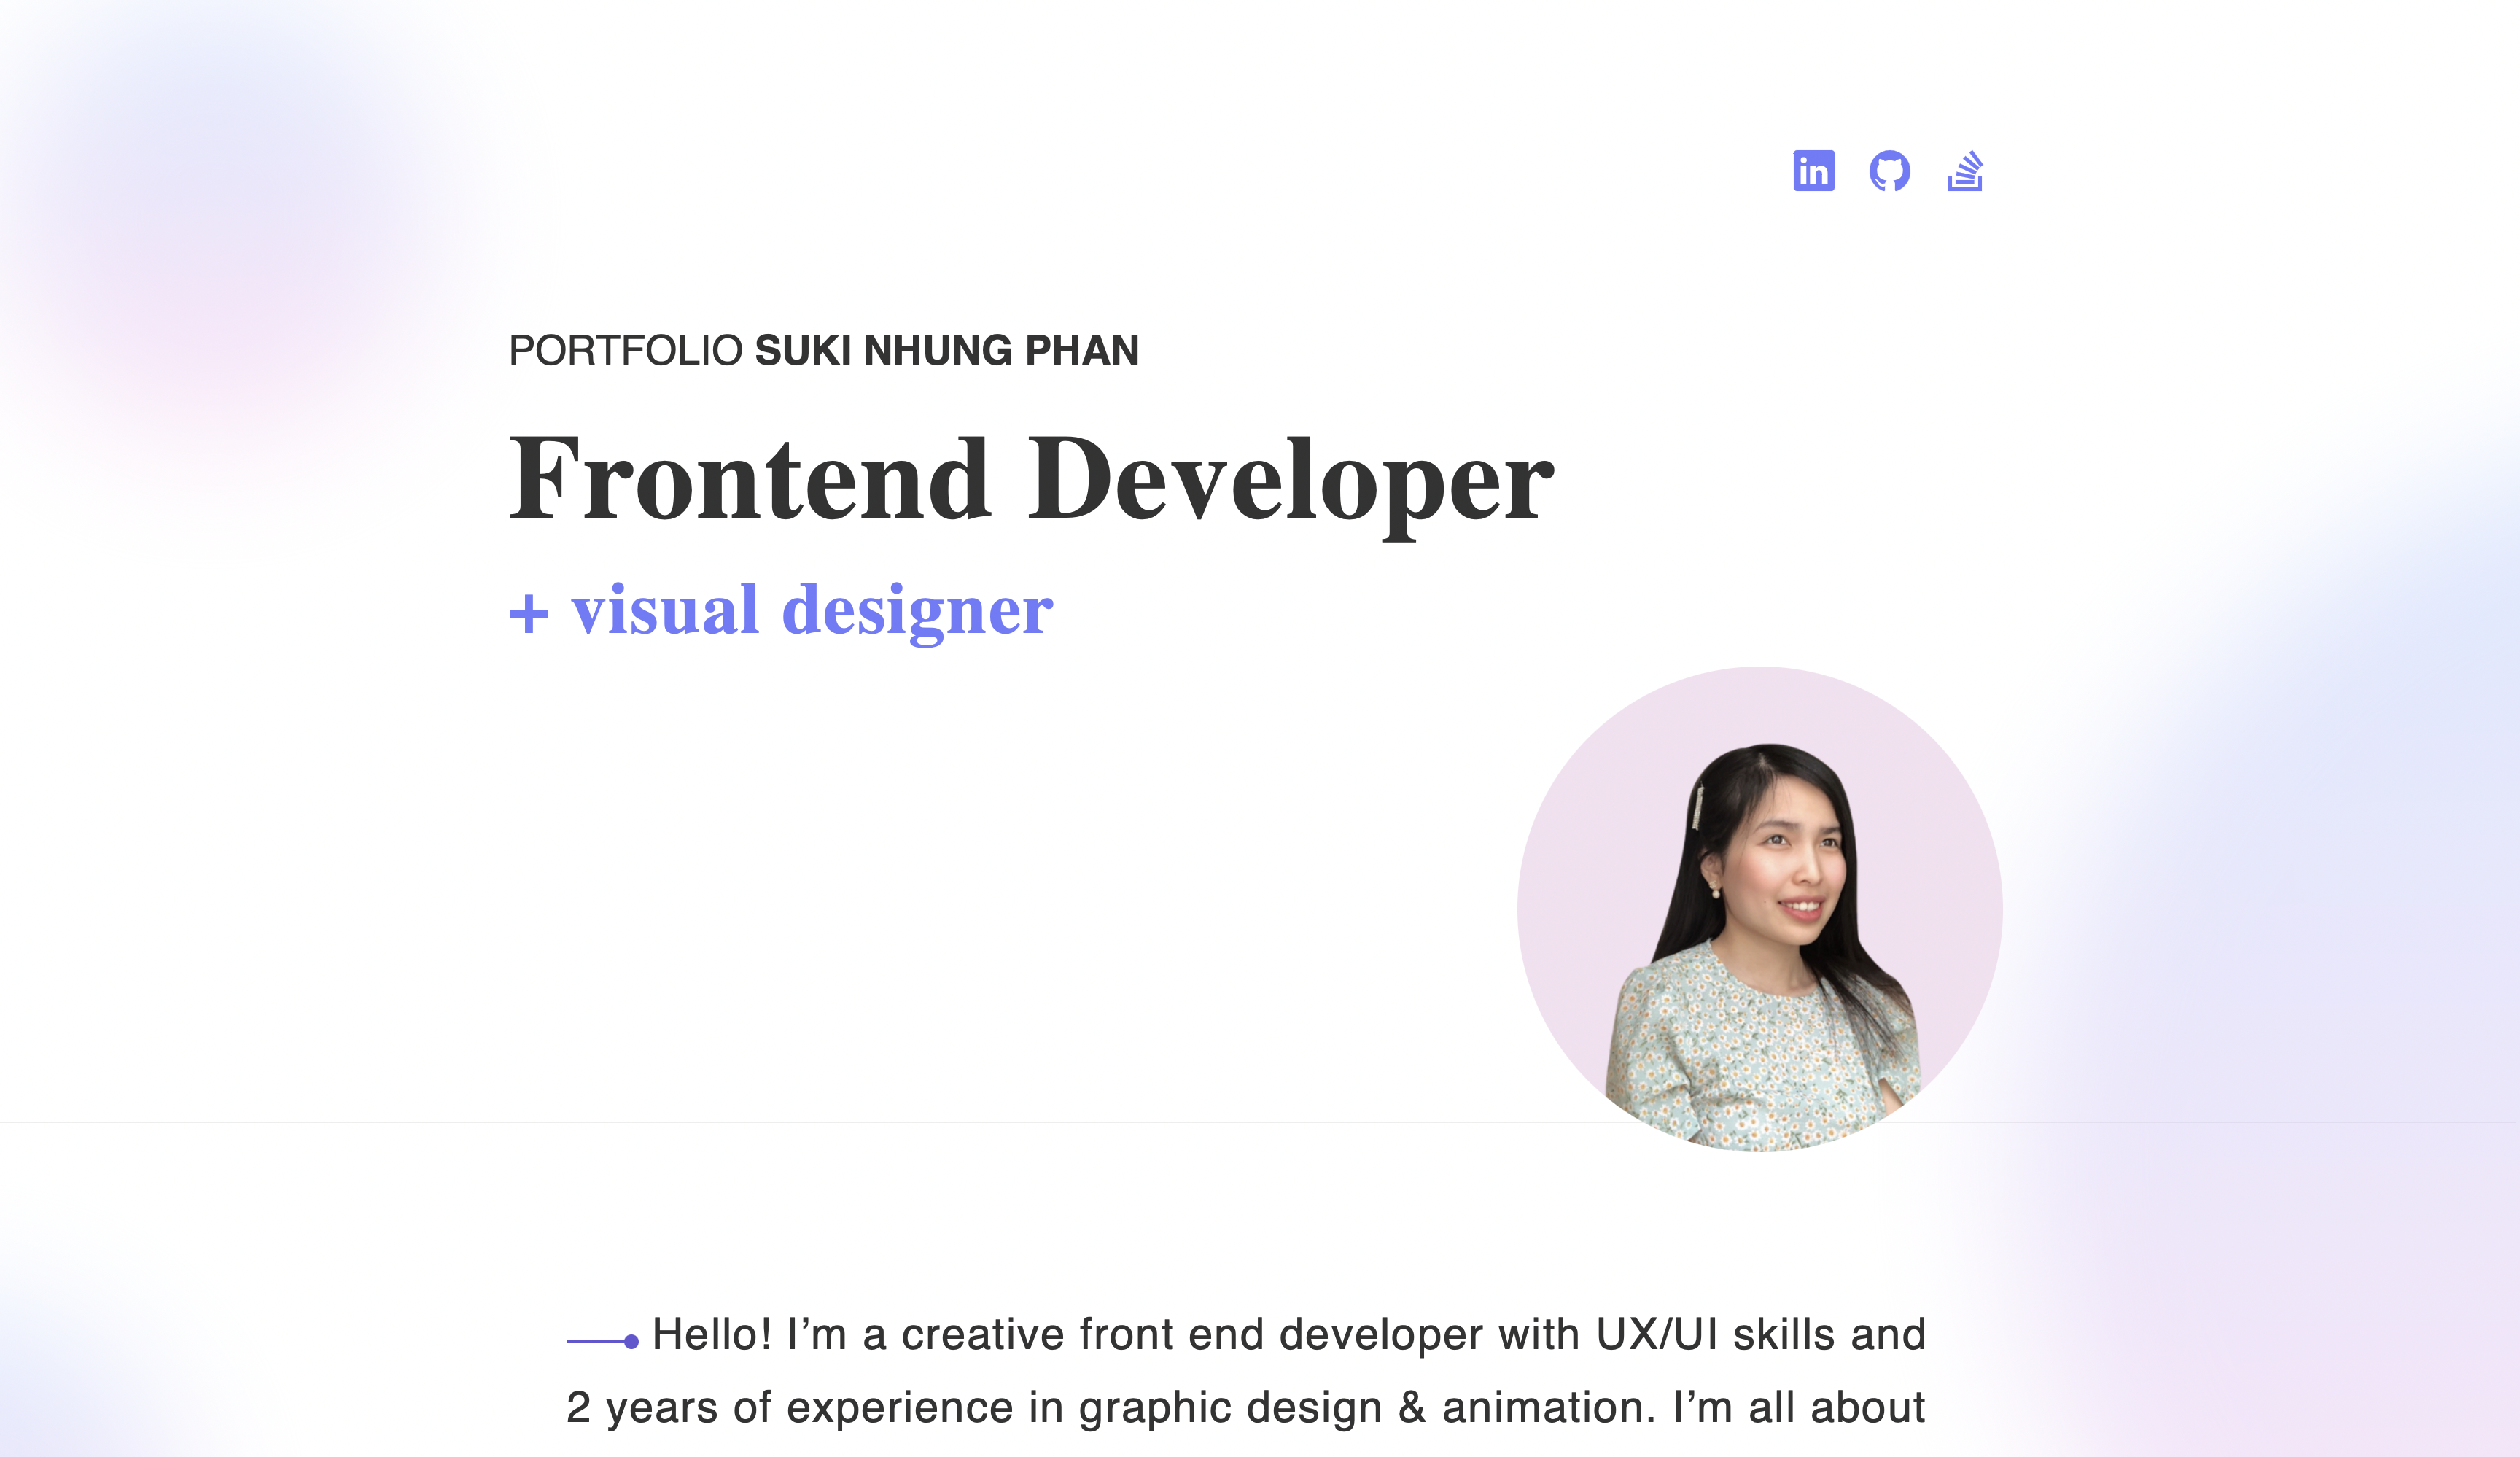 in
PORTFOLIO SUKI NHUNG PHAN
Frontend Developer
+ visual designer
Hello! I’m a creative front end developer with UX/UI skills and
2 years of experience in graphic design & animation. I’m all about